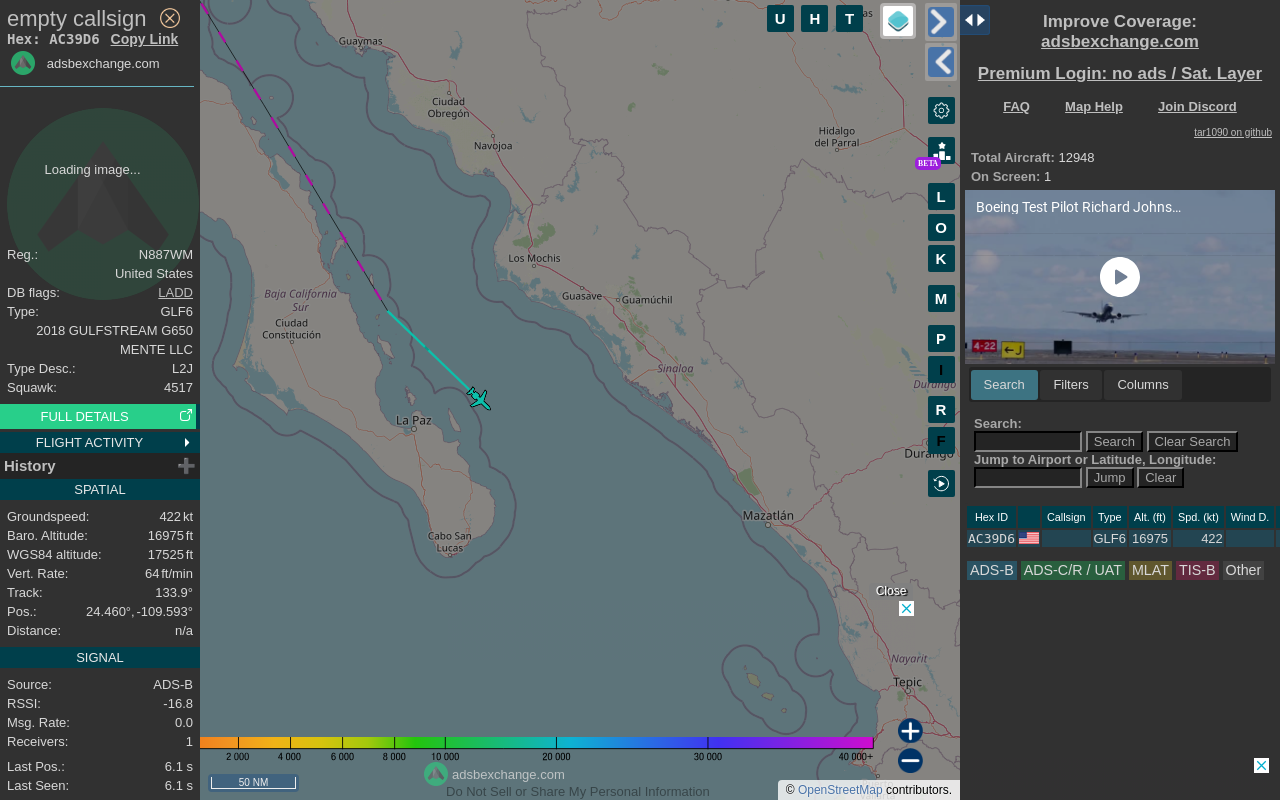 empty callsign
Hex: AC39D6 Copy Link
adsbexchange.com
Loading image...
Reg.: N887WM
United States
DB flags: LADD
Type: GLF6
2018 GULFSTREAM G650
MENTE LLC
Type Desc.: L2J
Squawk: 4517
FULL DETAILS
FLIGHT ACTIVITY
History
SPATIAL
Groundspeed: 422 kt
Baro. Altitude: 16975 ft
WGS84 altitude: 17525 ft
Vert. Rate: 64 ft/min
Track: 133.9°
Pos.: 24.460°, -109.593°
Distance: n/a
SIGNAL
Source: ADS-B
RSSI: -16.8
Msg. Rate: 0.0
Receivers: 1
Last Pos.: 6.1 s
Last Seen: 6.1 s
U H T
Guaymas
Ciudad
Obregón
Navojoa
Hidalgo
del Parral
Los Mochis
Guasave
Guamúchil
Baja California
Sur
Ciudad
Constitución
Sinaloa
Durango
La Paz
Durango
Mazatlán
Cabo San
Lucas
Nayarit
Tepic
BETA
L
O
K
M
P
I
R
F
Close
2 000 4 000 6 000 8 000 10 000 20 000 30 000 40 000+
50 NM
adsbexchange.com
Do Not Sell or Share My Personal Information
© OpenStreetMap contributors.
Improve Coverage:
adsbexchange.com
Premium Login: no ads / Sat. Layer
FAQ Map Help Join Discord
tar1090 on github
Total Aircraft: 12948
On Screen: 1
Boeing Test Pilot Richard Johns…
4-22
J
Search Filters Columns
Search:
Search Clear Search
Jump to Airport or Latitude, Longitude:
Jump Clear
Hex ID Callsign Type Alt. (ft) Spd. (kt) Wind D.
AC39D6 GLF6 16975 422
ADS-B ADS-C/R / UAT MLAT TIS-B Other